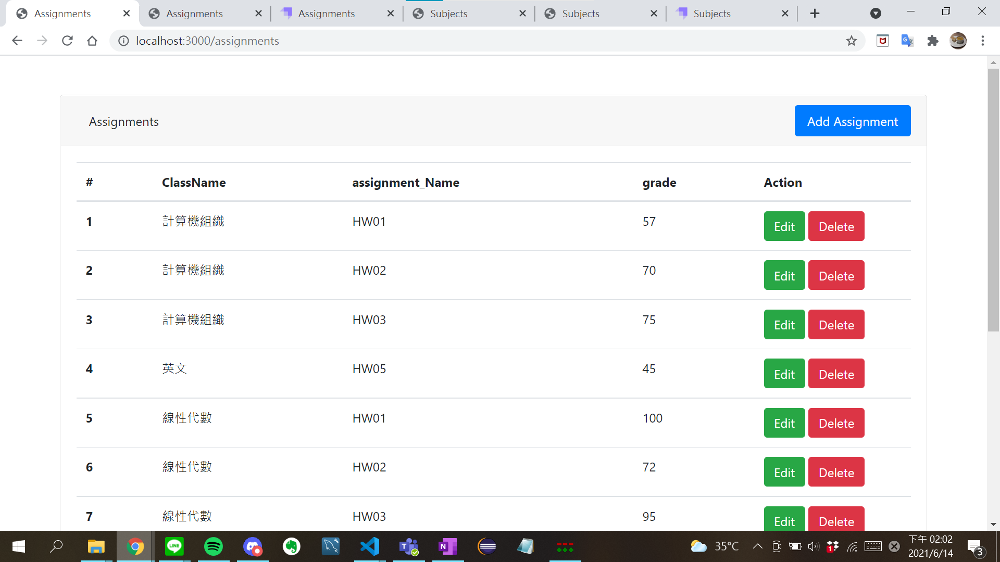 Assignments
Assignments
Assignments
Subjects
Subjects
Subjects
localhost:3000/assignments
Assignments
Add Assignment
# ClassName assignment_Name grade Action
1 計算機組織 HW01 57 Edit Delete
2 計算機組織 HW02 70 Edit Delete
3 計算機組織 HW03 75 Edit Delete
4 英文 HW05 45 Edit Delete
5 線性代數 HW01 100 Edit Delete
6 線性代數 HW02 72 Edit Delete
7 線性代數 HW03 95 Edit Delete
LINE
T
N
35°C
1
下午 02:02
2021/6/14
3